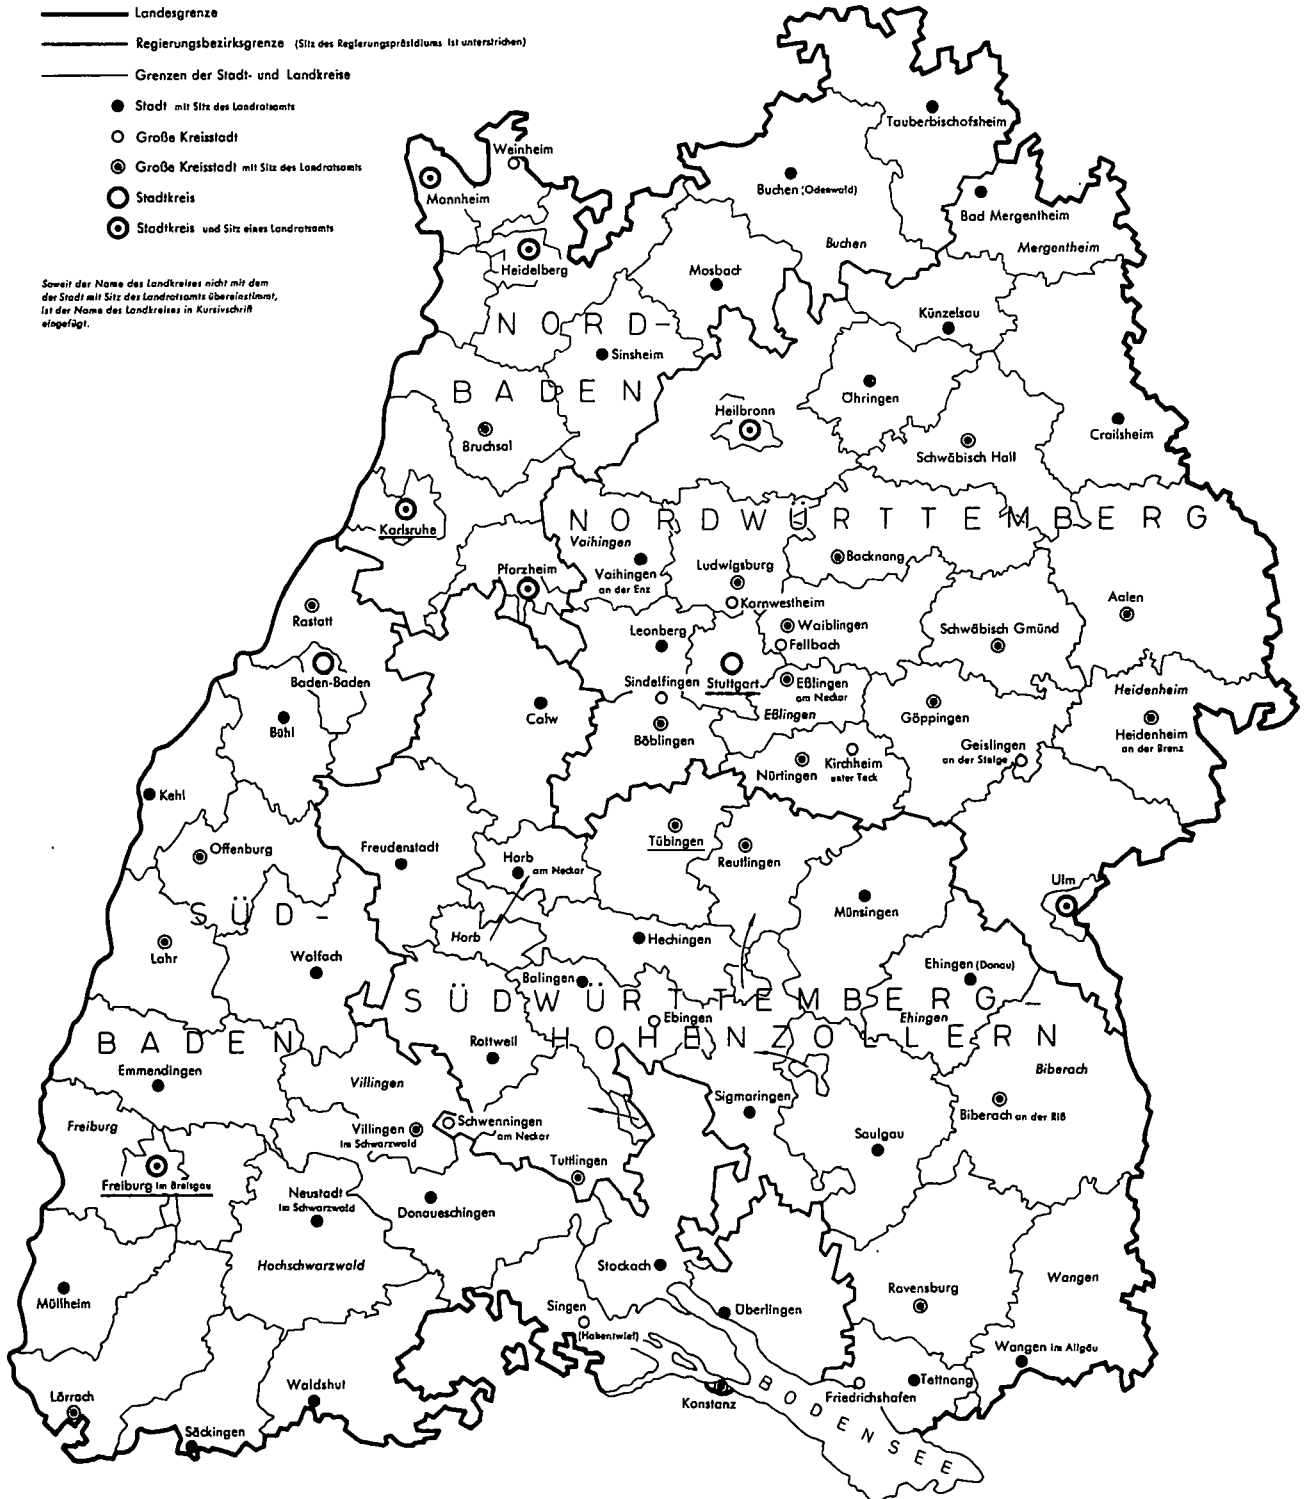 Landesgrenze
Regierungsbezirksgrenze (Sitz des Regierungspräsidiums ist unterstrichen)
Grenzen der Stadt- und Landkreise
Stadt mit Sitz des Landratsamts
Große Kreisstadt
Große Kreisstadt mit Sitz des Landratsamts
Stadtkreis
Stadtkreis und Sitz eines Landratsamts
Soweit der Name des Landkreises nicht mit dem
der Stadt mit Sitz des Landratsamts übereinstimmt,
ist der Name des Landkreises in Kursivschrift
eingefügt.
Tauberbischofsheim
Weinheim
Mannheim
Buchen (Odenwald)
Bad Mergentheim
Buchen
Mergentheim
Heidelberg
Mosbach
Künzelsau
NORD-
Sinsheim
BADEN
Öhringen
Heilbronn
Bruchsal
Crailsheim
Schwäbisch Hall
Karlsruhe
NORDWÜRTTEMBERG
Vaihingen
Vaihingen
an der Enz
Ludwigsburg
Backnang
Pforzheim
Kornwestheim
Aalen
Rastatt
Leonberg
Waiblingen
Fellbach
Schwäbisch Gmünd
Baden-Baden
Sindelfingen
Stuttgart
Eßlingen
am Neckar
Eßlingen
Heidenheim
Bühl
Calw
Böblingen
Göppingen
Heidenheim
an der Brenz
Geislingen
an der Steige
Nürtingen
Kirchheim
unter Teck
Kehl
Offenburg
Freudenstadt
Horb
am Neckar
Tübingen
Reutlingen
Ulm
Münsingen
SÜD-
Horb
Hechingen
Lahr
Wolfach
Balingen
Ehingen (Donau)
SÜDWÜRTTEMBERG-
Ebingen
Ehingen
BADEN
Rottweil
HOHENZOLLERN
Emmendingen
Villingen
Biberach
Sigmaringen
Biberach an der Riß
Freiburg
Villingen
im Schwarzwald
Schwenningen
am Neckar
Saulgau
Tuttlingen
Freiburg im Breisgau
Neustadt
im Schwarzwald
Donaueschingen
Hochschwarzwald
Stockach
Wangen
Müllheim
Ravensburg
Singen
(Hohentwiel)
Überlingen
Wangen im Allgäu
Lörrach
Waldshut
Konstanz
Friedrichshafen
Tettnang
BODENSEE
Säckingen